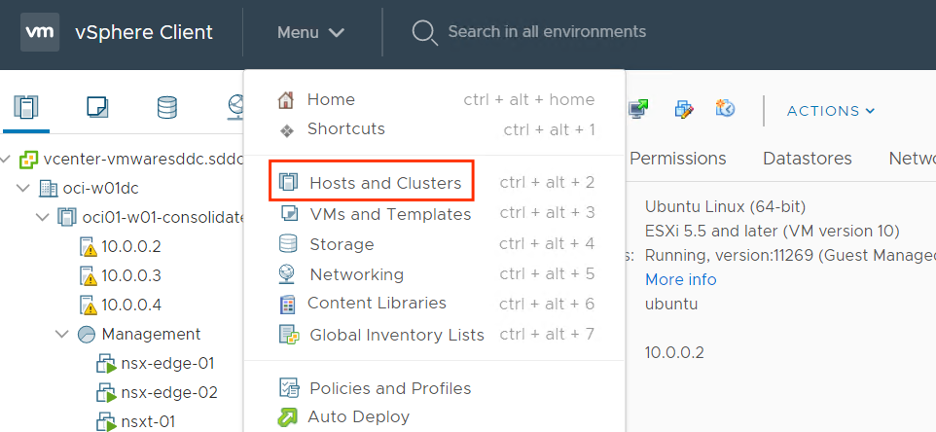 vm vSphere Client Menu Search in all environments
Home ctrl + alt + home
Shortcuts ctrl + alt + 1
Hosts and Clusters ctrl + alt + 2
VMs and Templates ctrl + alt + 3
Storage ctrl + alt + 4
Networking ctrl + alt + 5
Content Libraries ctrl + alt + 6
Global Inventory Lists ctrl + alt + 7
Policies and Profiles
Auto Deploy
vcenter-vmwaresddc.sddc
oci-w01dc
oci01-w01-consolidate
10.0.0.2
10.0.0.3
10.0.0.4
Management
nsx-edge-01
nsx-edge-02
nsxt-01
ACTIONS
Permissions Datastores Netw
Ubuntu Linux (64-bit)
ESXi 5.5 and later (VM version 10)
s: Running, version:11269 (Guest Managed
More info
ubuntu
10.0.0.2